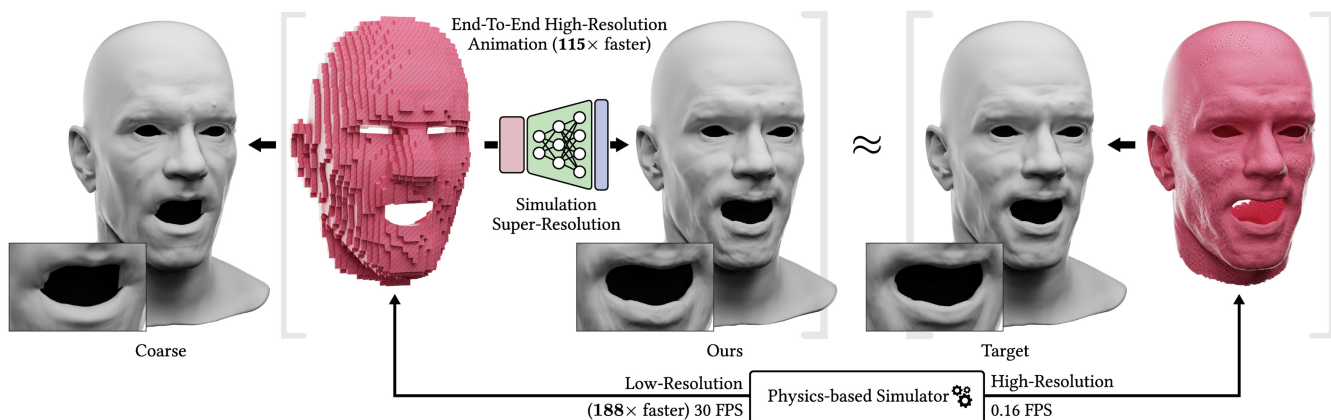 End-To-End High-Resolution
Animation (115× faster)
Simulation
Super-Resolution
≈
Coarse
Ours
Target
Low-Resolution
(188× faster) 30 FPS
Physics-based Simulator
High-Resolution
0.16 FPS